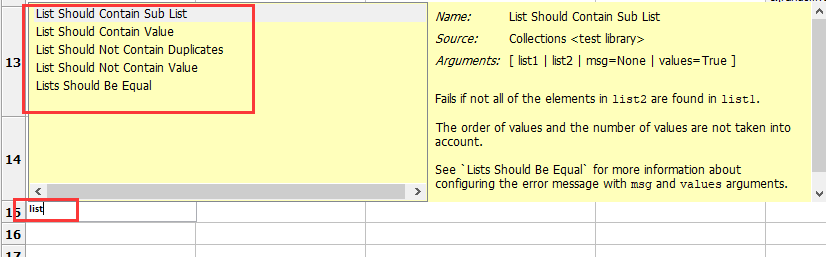 13
List Should Contain Sub List
List Should Contain Value
List Should Not Contain Duplicates
List Should Not Contain Value
Lists Should Be Equal
Name: List Should Contain Sub List
Source: Collections <test library>
Arguments: [ list1 | list2 | msg=None | values=True ]
Fails if not all of the elements in list2 are found in list1.
The order of values and the number of values are not taken into
account.
See `Lists Should Be Equal` for more information about
configuring the error message with msg and values arguments.
14
15 list
16
17